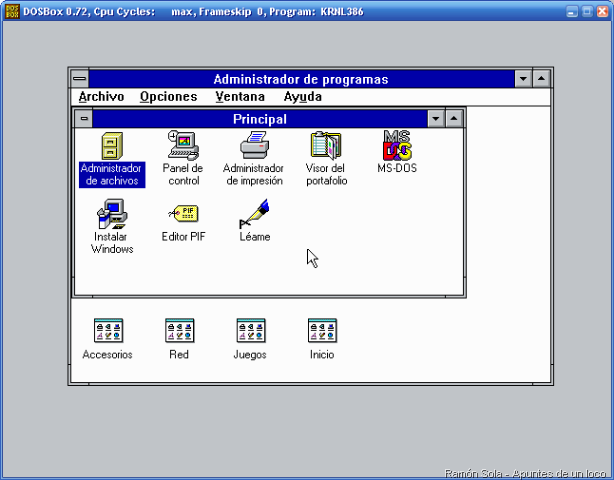 DOSBox 0.72, Cpu Cycles: max, Frameskip 0, Program: KRNL386
Administrador de programas
Archivo Opciones Ventana Ayuda
Principal
Administrador de archivos
Panel de control
Administrador de impresión
Visor del portafolio
MS-DOS
Instalar Windows
Editor PIF
Léame
Accesorios
Red
Juegos
Inicio
Ramón Sola - Apuntes de un loco